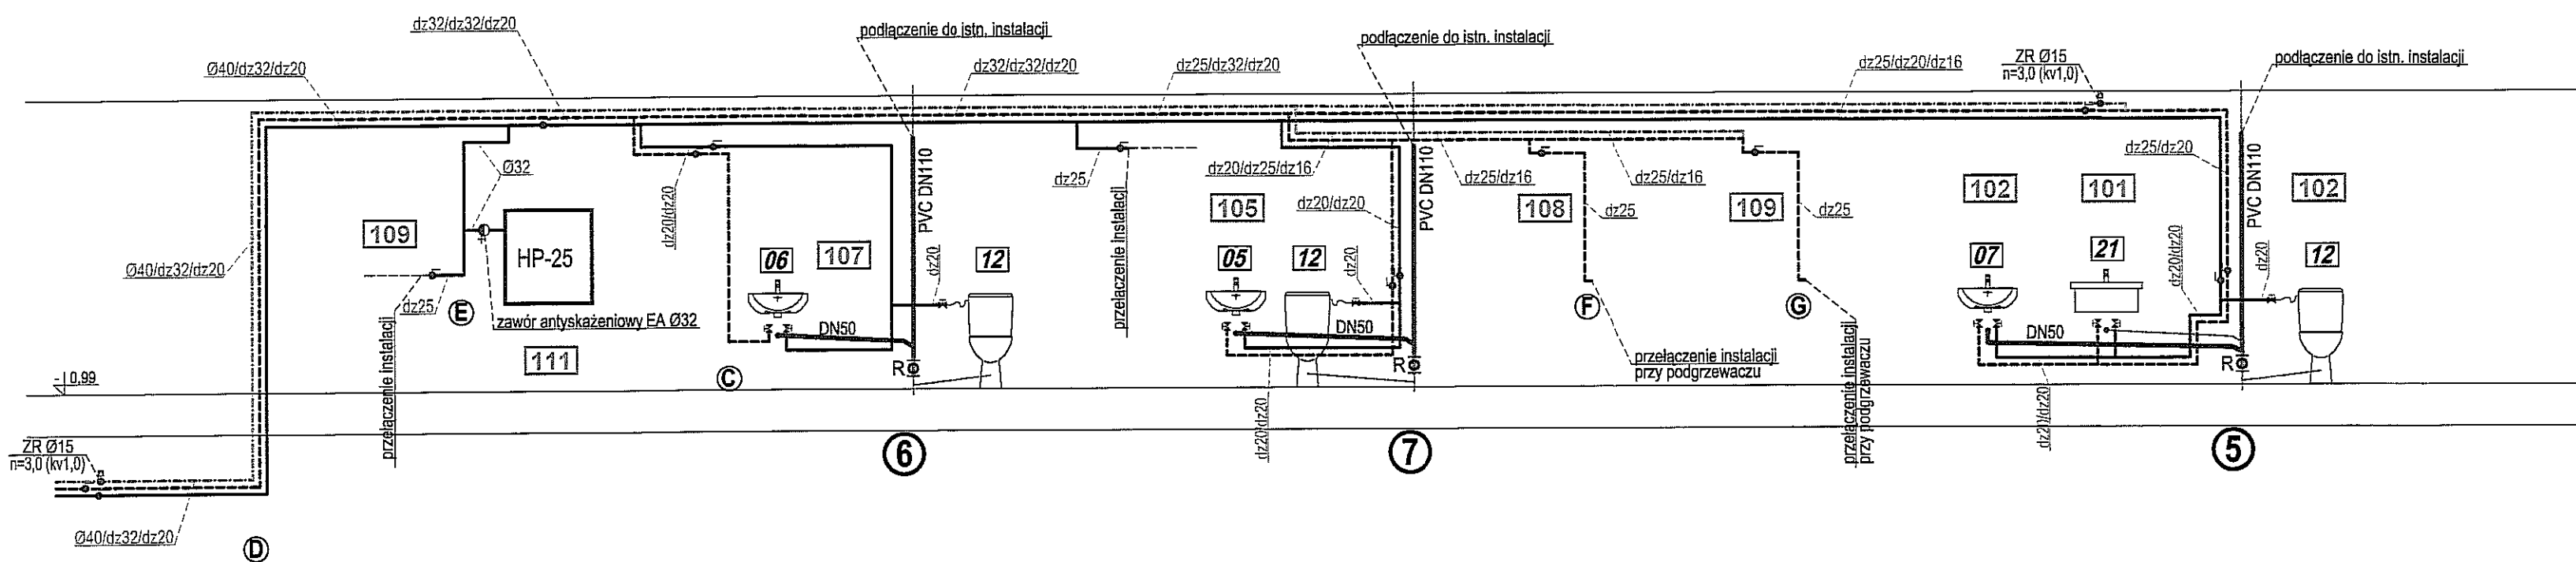 dz32/dz32/dz20
podłączenie do istn. instalacji
podłączenie do istn. instalacji
podłączenie do istn. instalacji
Ø40/dz32/dz20
dz32/dz32/dz20
dz25/dz32/dz20
dz25/dz20/dz16
ZR Ø15
n=3,0 (kv1,0)
Ø32
dz20/dz20
PVC DN110
dz25
przełączenie instalacji
dz20/dz25/dz16
PVC DN110
dz25/dz16
dz25/dz16
dz25/dz20
PVC DN110
109
HP-25
06
107
dz20
12
105
dz20/dz20
05
12
dz20
108
dz25
109
dz25
102
101
102
07
21
dz20/dz20
dz20
12
Ø40/dz32/dz20
dz25
E
zawór antyskażeniowy EA Ø32
DN50
DN50
F
G
DN50
przełączenie instalacji
111
C
R
R
R
przełączenie instalacji
przy podgrzewaczu
przełączenie instalacji
przy podgrzewaczu
dz20/dz20
dz20/dz20
-0,99
ZR Ø15
n=3,0 (kv1,0)
6
7
5
Ø40/dz32/dz20
D